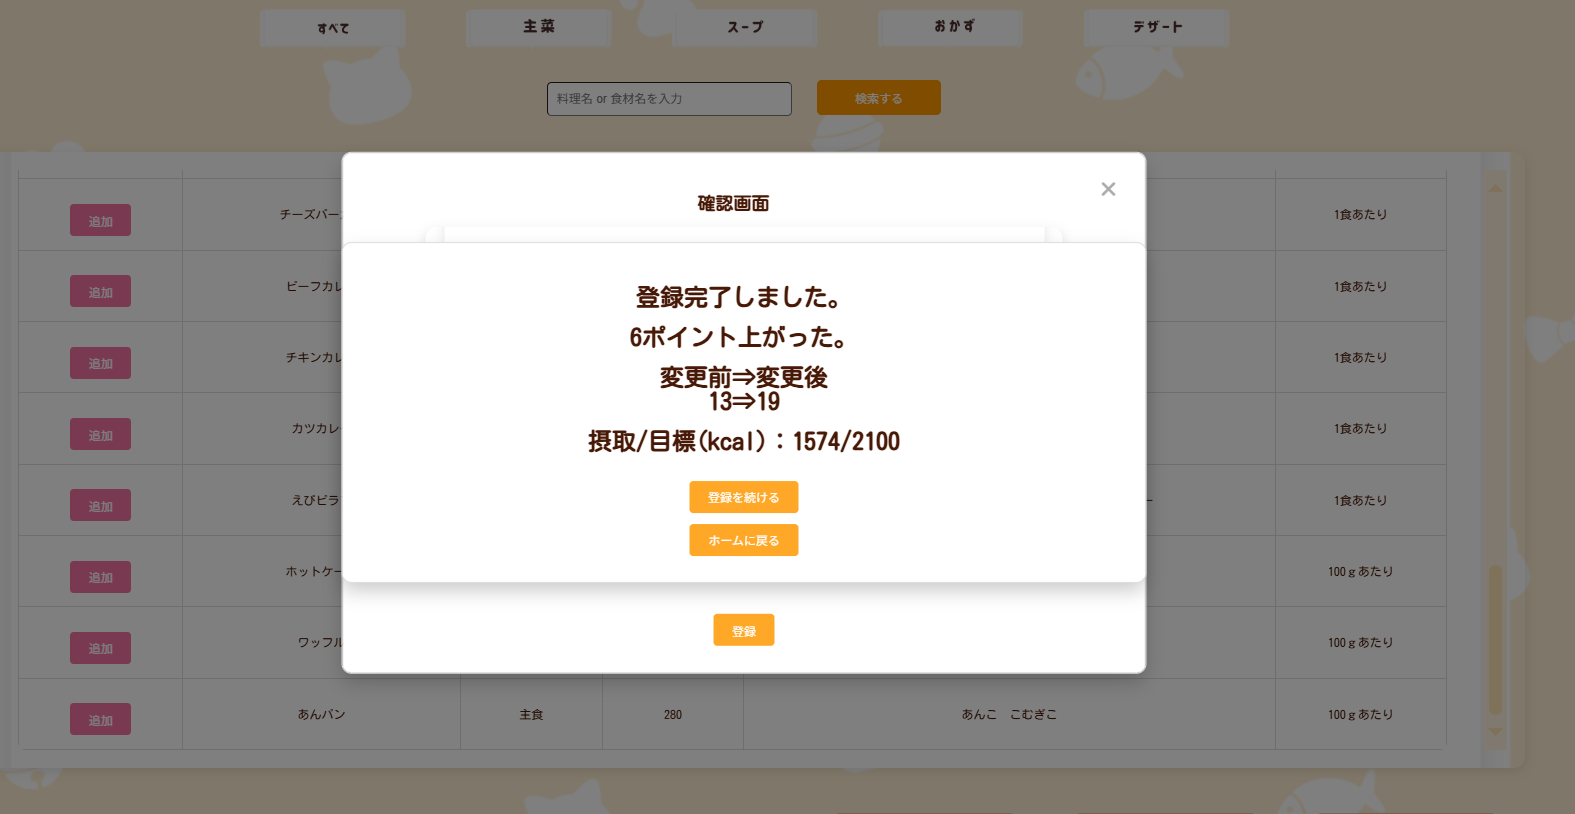 すべて
主菜
スープ
おかず
デザート
料理名 or 食材名を入力
検索する
確認画面
登録完了しました。
6ポイント上がった。
変更前⇒変更後
13⇒19
摂取/目標(kcal)：1574/2100
登録を続ける
ホームに戻る
登録
追加 チーズバー 1食あたり
追加 ビーフカレ 1食あたり
追加 チキンカレ 1食あたり
追加 カツカレー 1食あたり
追加 えびピラ 1食あたり
追加 ホットケー 100ｇあたり
追加 ワッフル 100ｇあたり
追加 あんパン 主食 280 あんこ　こむぎこ 100ｇあたり